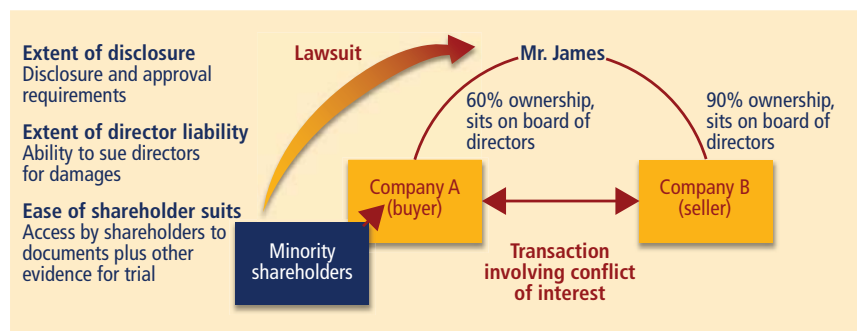 Extent of disclosure
Disclosure and approval
requirements
Extent of director liability
Ability to sue directors
for damages
Ease of shareholder suits
Access by shareholders to
documents plus other
evidence for trial
Lawsuit
Mr. James
60% ownership,
sits on board of
directors
90% ownership,
sits on board of
directors
Company A
(buyer)
Company B
(seller)
Minority
shareholders
Transaction
involving conflict
of interest